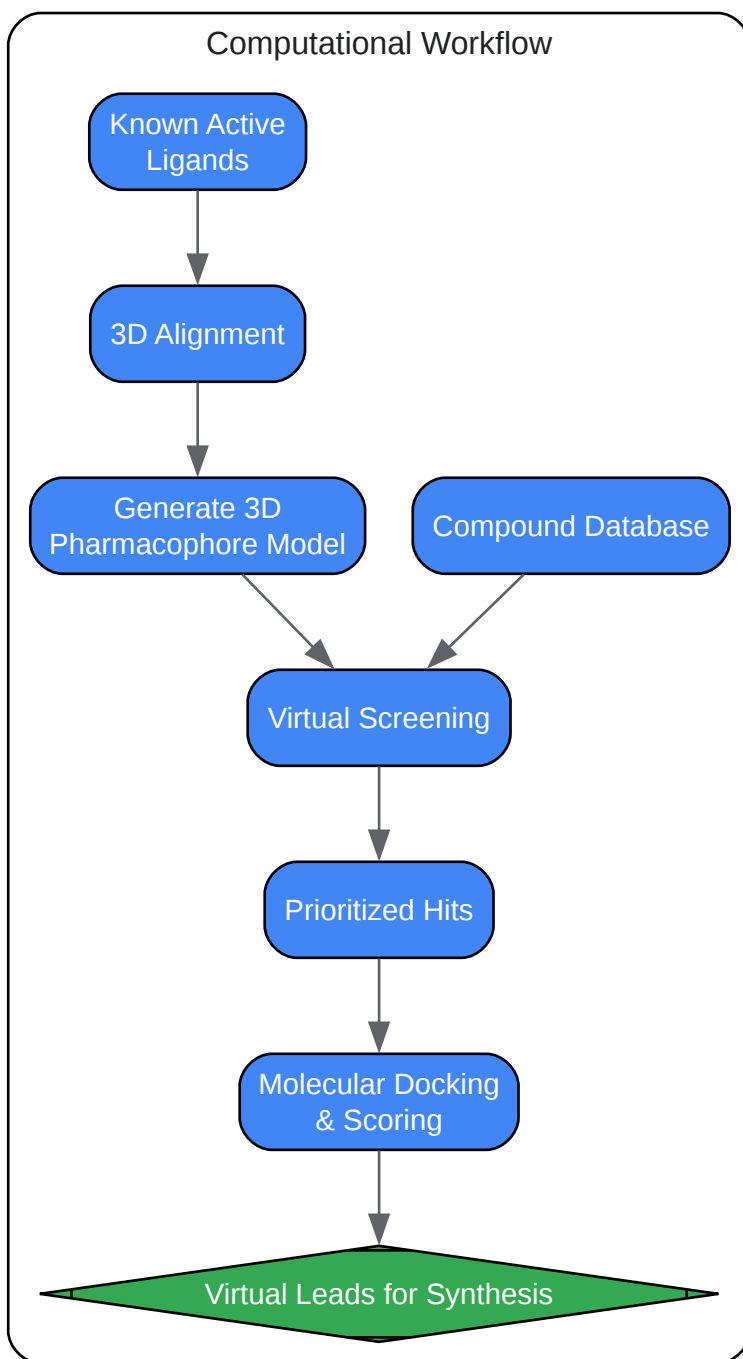 Computational Workflow
Known Active
Ligands
3D Alignment
Generate 3D
Pharmacophore Model
Compound Database
Virtual Screening
Prioritized Hits
Molecular Docking
& Scoring
Virtual Leads for Synthesis